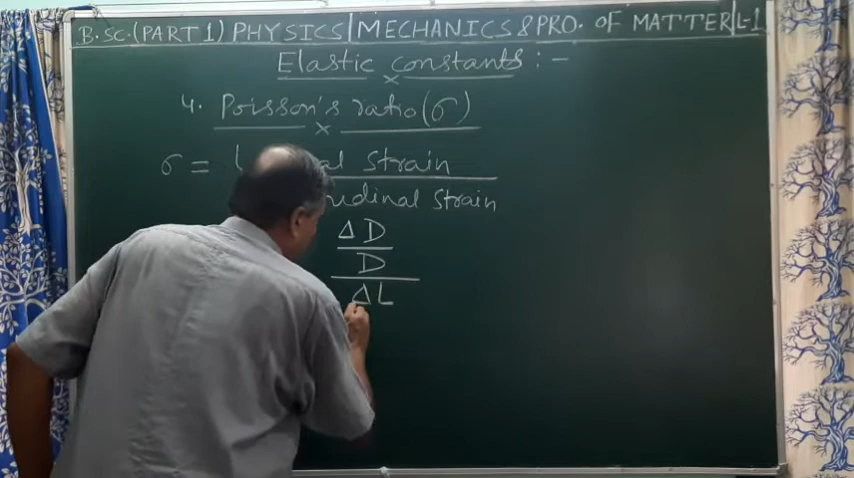 B.SC.(PART 1) PHYSICS|MECHANICS & PRO. OF MATTER|L-1
Elastic constants : -
4. Poisson's ratio (σ)
σ = strain
strain
ΔD
D
ΔL